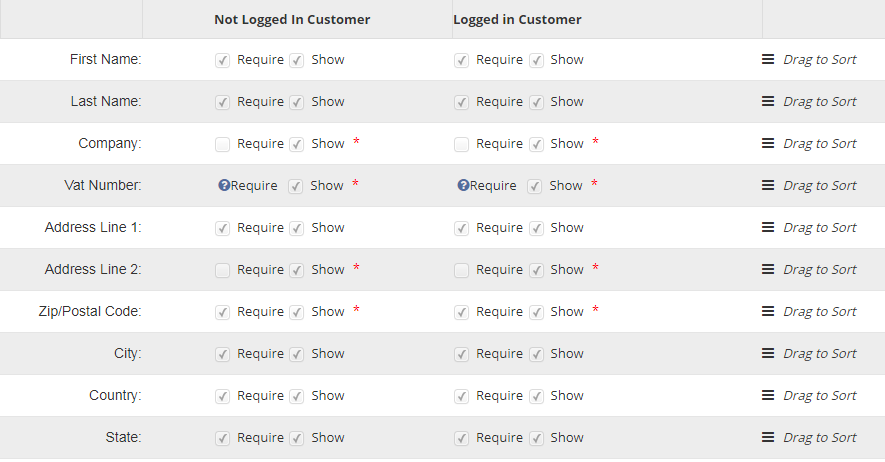 Not Logged In Customer Logged in Customer
First Name: Require Show Require Show Drag to Sort
Last Name: Require Show Require Show Drag to Sort
Company: Require Show * Require Show * Drag to Sort
Vat Number: Require Show * Require Show * Drag to Sort
Address Line 1: Require Show Require Show Drag to Sort
Address Line 2: Require Show * Require Show * Drag to Sort
Zip/Postal Code: Require Show * Require Show * Drag to Sort
City: Require Show Require Show Drag to Sort
Country: Require Show Require Show Drag to Sort
State: Require Show Require Show Drag to Sort